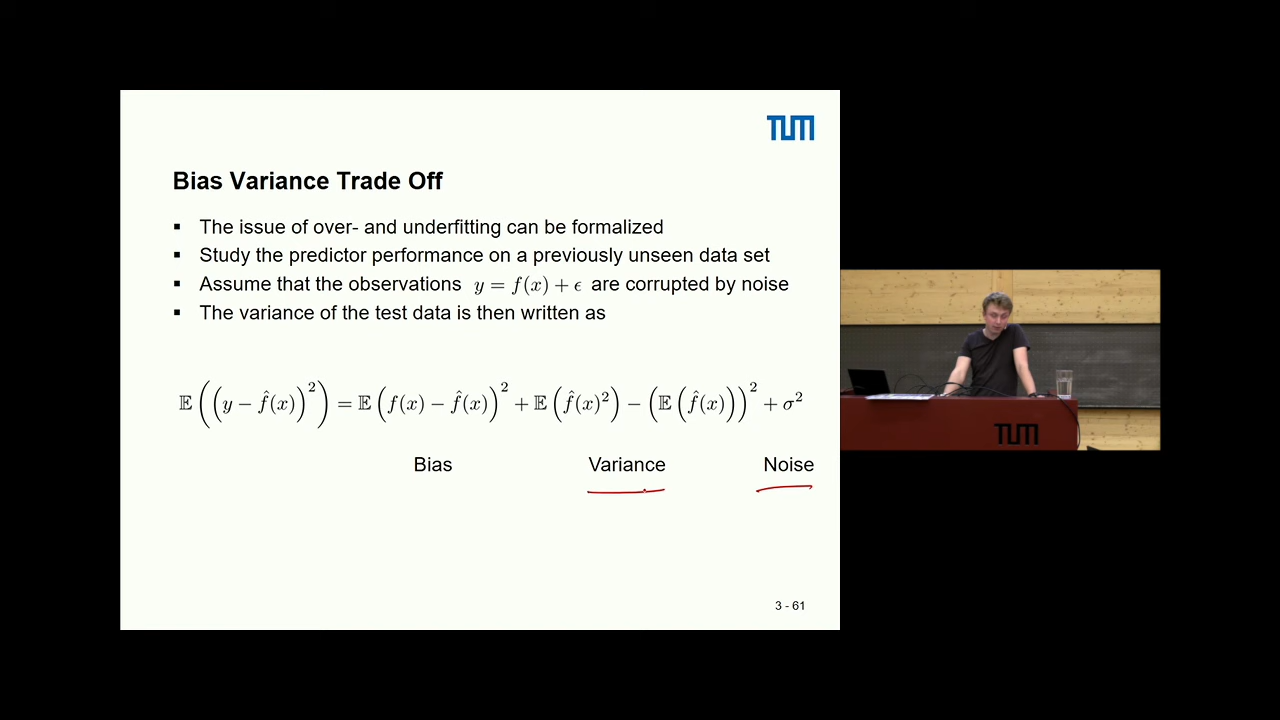 TUM
Bias Variance Trade Off
▪ The issue of over- and underfitting can be formalized
▪ Study the predictor performance on a previously unseen data set
▪ Assume that the observations y = f(x) + ϵ are corrupted by noise
▪ The variance of the test data is then written as
𝔼((y − f̂(x))²) = 𝔼(f(x) − f̂(x))² + 𝔼(f̂(x)²) − (𝔼(f̂(x)))² + σ²
Bias Variance Noise
3 - 61
TUM